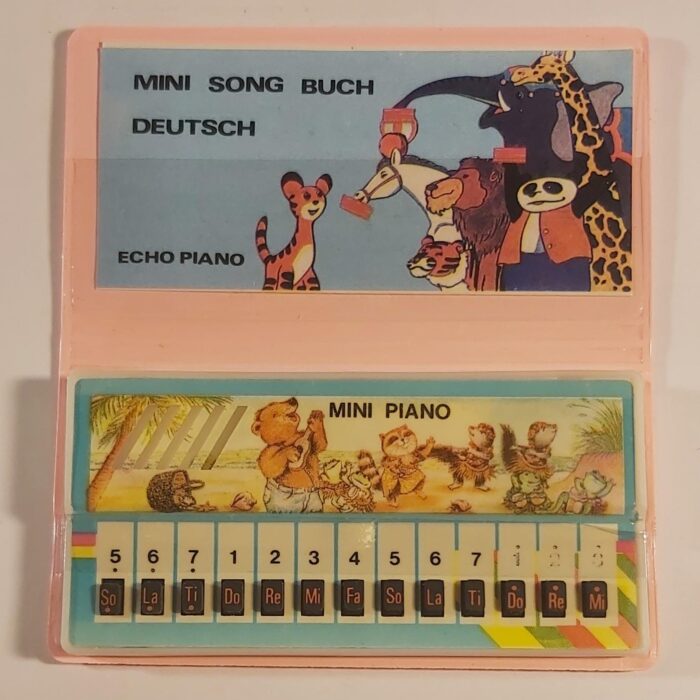 MINI SONG BUCH
DEUTSCH
ECHO PIANO
MINI PIANO
5 6 7 1 2 3 4 5 6 7 1 2 3
So La Ti Do Re Mi Fa So La Ti Do Re Mi